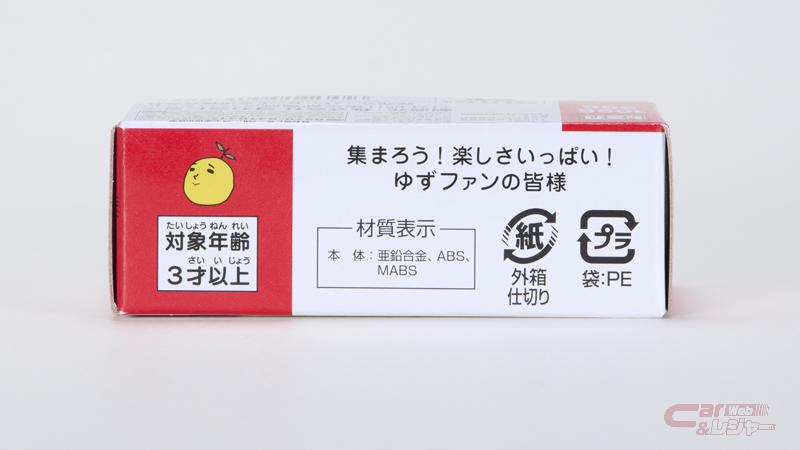 集まろう！楽しさいっぱい！
ゆずファンの皆様
たいしょう ねん れい
対象年齢
さい い じょう
3才以上
材質表示
本　体：亜鉛合金、ABS、
MABS
紙
外箱
仕切り
プラ
袋：PE
Car Web
&レジャー